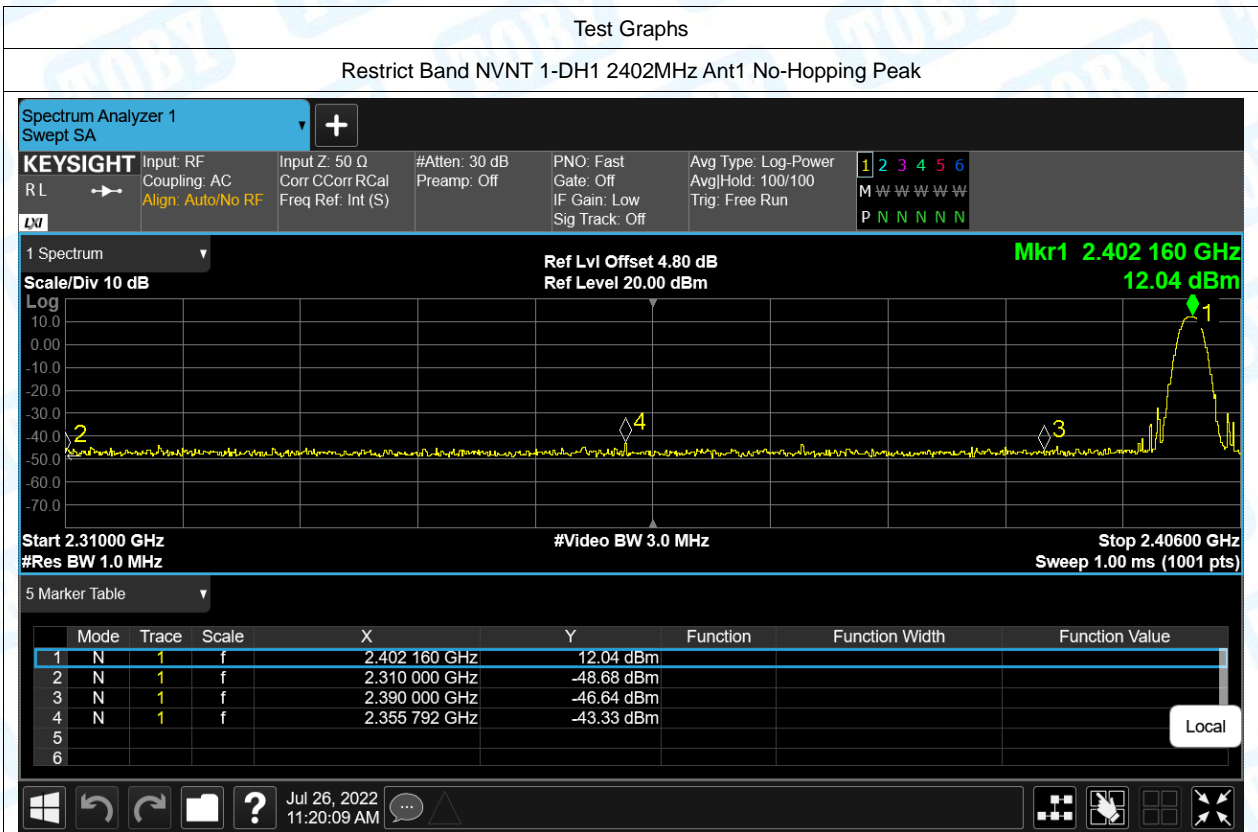 Test Graphs
Restrict Band NVNT 1-DH1 2402MHz Ant1 No-Hopping Peak
Spectrum Analyzer 1
Swept SA
+
KEYSIGHT
R L
LXI
Input: RF
Coupling: AC
Align: Auto/No RF
Input Z: 50 Ω
Corr CCorr RCal
Freq Ref: Int (S)
#Atten: 30 dB
Preamp: Off
PNO: Fast
Gate: Off
IF Gain: Low
Sig Track: Off
Avg Type: Log-Power
Avg|Hold: 100/100
Trig: Free Run
1 2 3 4 5 6
M W W W W W
P N N N N N
1 Spectrum
Scale/Div 10 dB
Ref Lvl Offset 4.80 dB
Ref Level 20.00 dBm
Mkr1 2.402 160 GHz
12.04 dBm
Log
10.0
0.00
-10.0
-20.0
-30.0
-40.0
-50.0
-60.0
-70.0
1
2
4
3
Start 2.31000 GHz
#Video BW 3.0 MHz
Stop 2.40600 GHz
#Res BW 1.0 MHz
Sweep 1.00 ms (1001 pts)
5 Marker Table
Mode Trace Scale X Y Function Function Width Function Value
1 N 1 f 2.402 160 GHz 12.04 dBm
2 N 1 f 2.310 000 GHz -48.68 dBm
3 N 1 f 2.390 000 GHz -46.64 dBm
4 N 1 f 2.355 792 GHz -43.33 dBm
5
6
Local
?
Jul 26, 2022
11:20:09 AM
TOBY